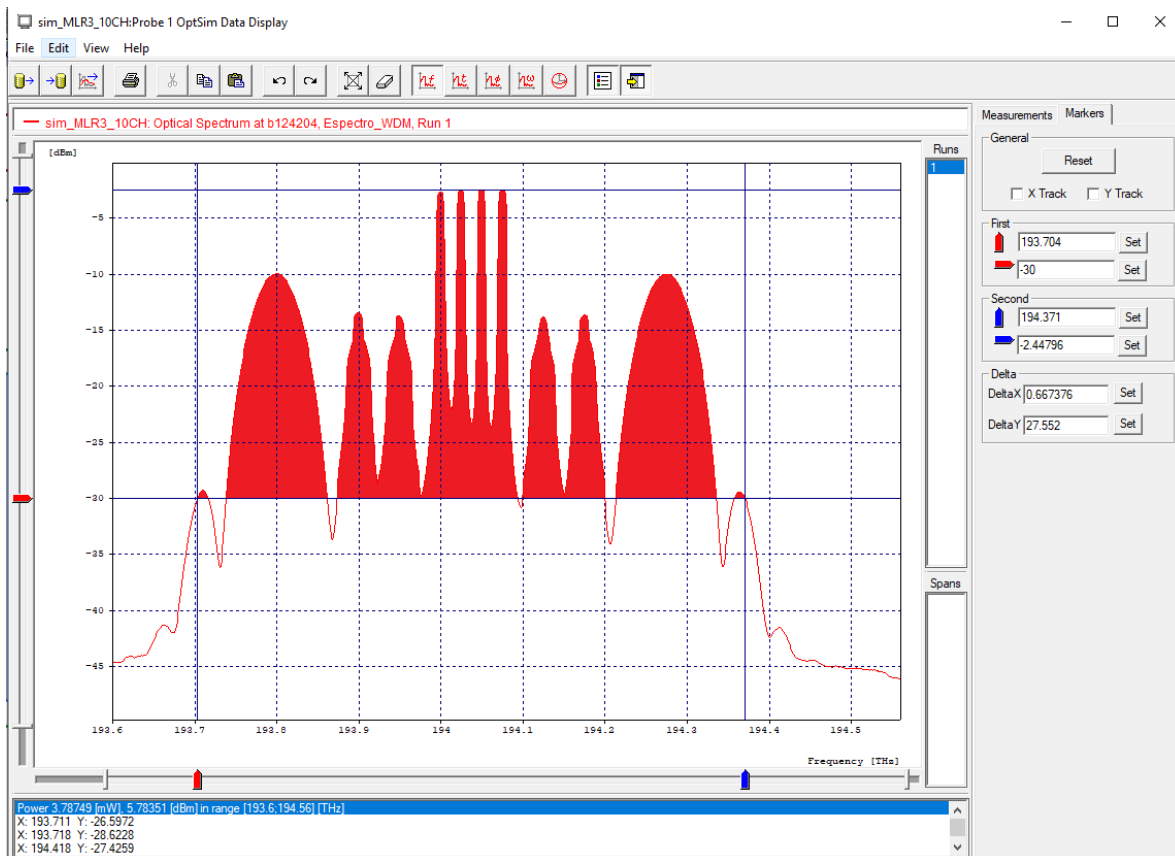 sim_MLR3_10CH:Probe 1 OptSim Data Display
File Edit View Help
sim_MLR3_10CH: Optical Spectrum at b124204, Espectro_WDM, Run 1
[dBm]
-5
-10
-15
-20
-25
-30
-35
-40
-45
193.6 193.7 193.8 193.9 194 194.1 194.2 194.3 194.4 194.5
Frequency [THz]
Runs
1
Spans
Measurements Markers
General
Reset
X Track Y Track
First
193.704 Set
-30 Set
Second
194.371 Set
-2.44796 Set
Delta
DeltaX 0.667376 Set
DeltaY 27.552 Set
Power 3.78749 [mW], 5.78351 [dBm] in range [193.6;194.56] [THz]
X: 193.711 Y: -26.5972
X: 193.718 Y: -28.6228
X: 194.418 Y: -27.4259